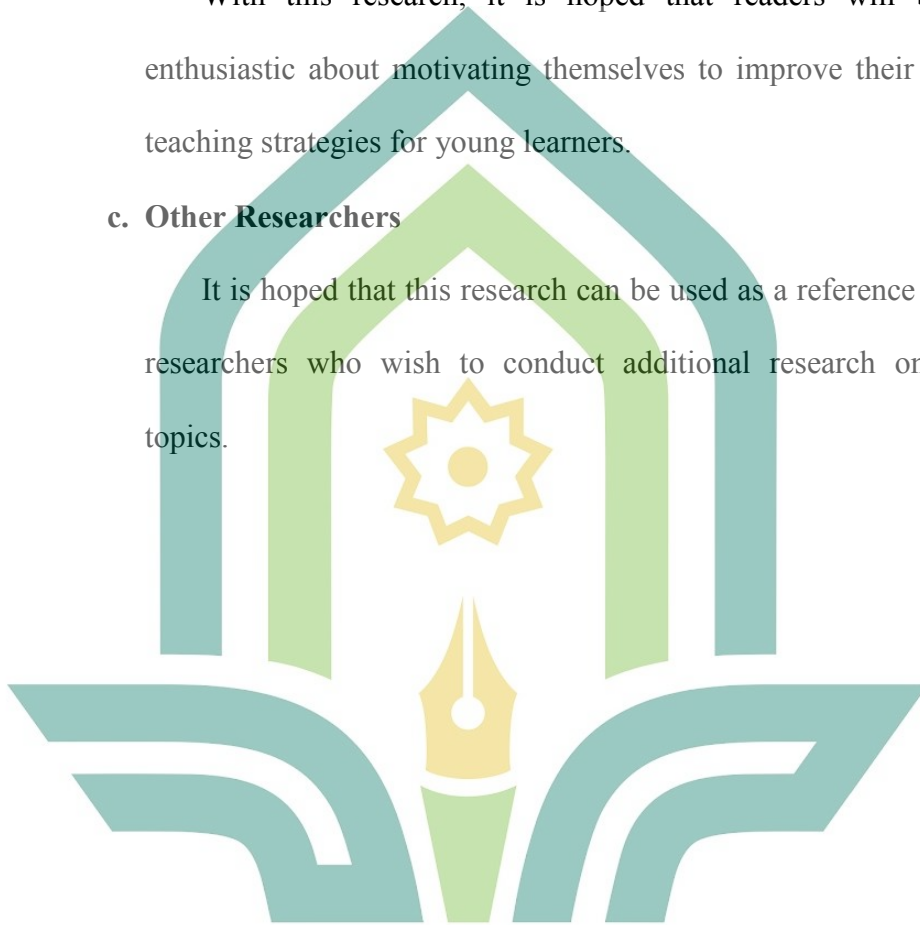 With this research, it is hoped that readers will
enthusiastic about motivating themselves to improve their
teaching strategies for young learners.
c. Other Researchers
It is hoped that this research can be used as a reference
researchers who wish to conduct additional research
topics.